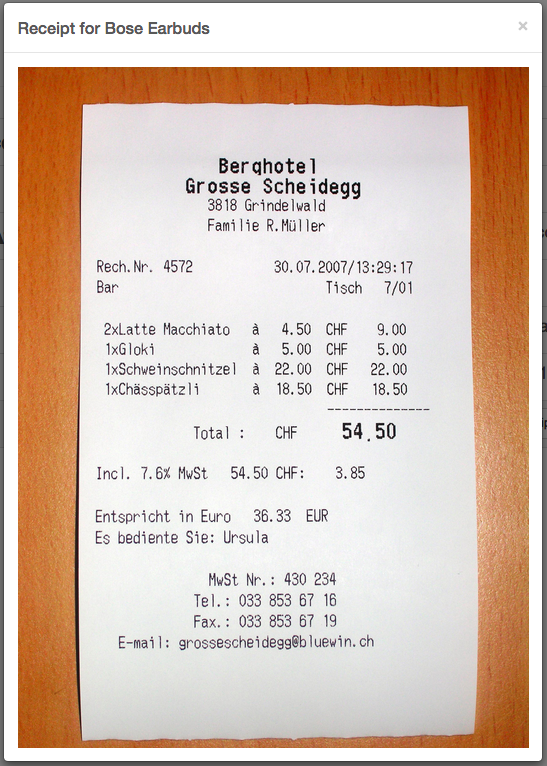 Receipt for Bose Earbuds ×
Berghotel
Grosse Scheidegg
3818 Grindelwald
Familie R.Müller
Rech.Nr. 4572 30.07.2007/13:29:17
Bar Tisch 7/01
2xLatte Macchiato à 4.50 CHF 9.00
1xGloki à 5.00 CHF 5.00
1xSchweinschnitzel à 22.00 CHF 22.00
1xChässpätzli à 18.50 CHF 18.50
--------------
Total : CHF 54.50
Incl. 7.6% MwSt 54.50 CHF: 3.85
Entspricht in Euro 36.33 EUR
Es bediente Sie: Ursula
MwSt Nr.: 430 234
Tel.: 033 853 67 16
Fax.: 033 853 67 19
E-mail: grossescheidegg@bluewin.ch